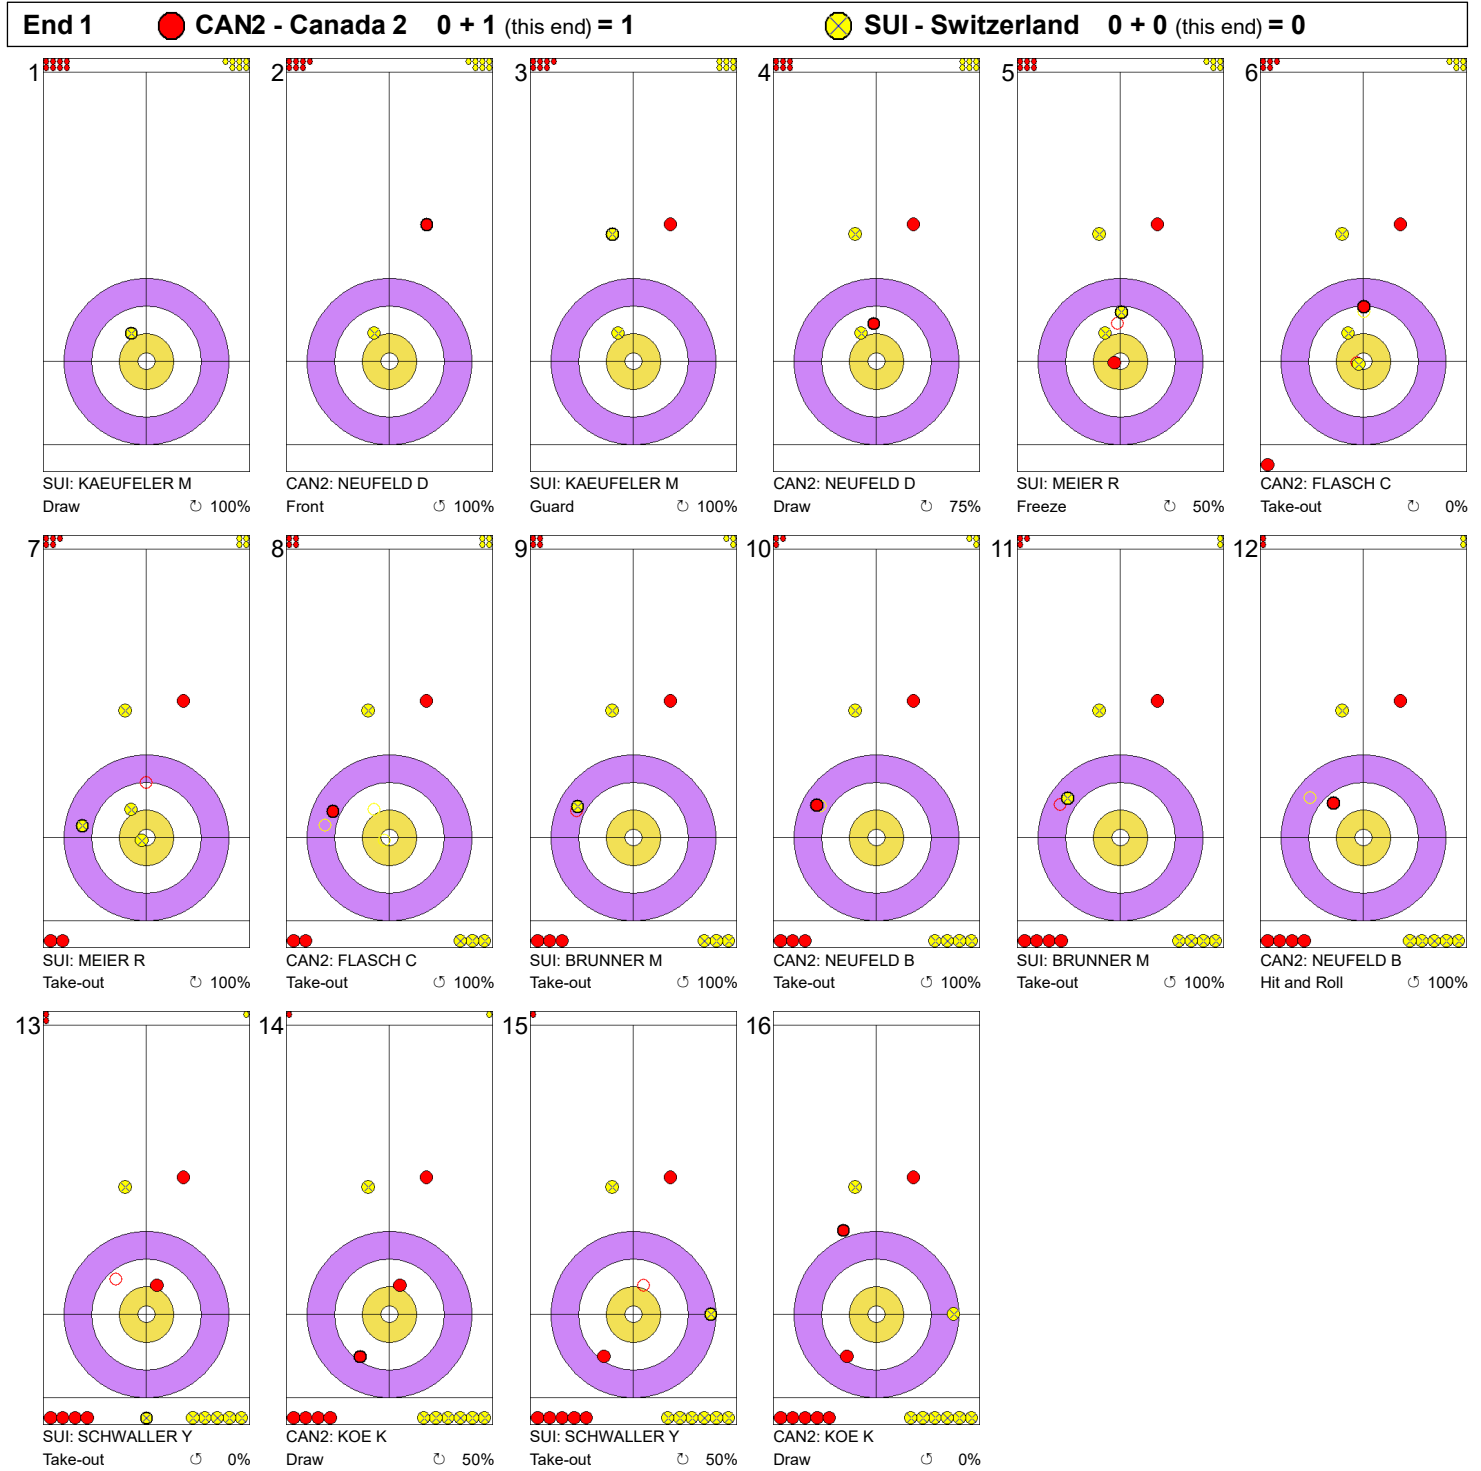 End 1 CAN2 - Canada 2 0 + 1 (this end) = 1 SUI - Switzerland 0 + 0 (this end) = 0
1 2 3 4 5 6
SUI: KAEUFELER M CAN2: NEUFELD D SUI: KAEUFELER M CAN2: NEUFELD D SUI: MEIER R CAN2: FLASCH C
Draw ↻ 100% Front ↺ 100% Guard ↺ 100% Draw ↻ 75% Freeze ↻ 50% Take-out ↻ 0%
7 8 9 10 11 12
SUI: MEIER R CAN2: FLASCH C SUI: BRUNNER M CAN2: NEUFELD B SUI: BRUNNER M CAN2: NEUFELD B
Take-out ↻ 100% Take-out ↺ 100% Take-out ↺ 100% Take-out ↺ 100% Take-out ↺ 100% Hit and Roll ↺ 100%
13 14 15 16
SUI: SCHWALLER Y CAN2: KOE K SUI: SCHWALLER Y CAN2: KOE K
Take-out ↺ 0% Draw ↻ 50% Take-out ↻ 50% Draw ↺ 0%